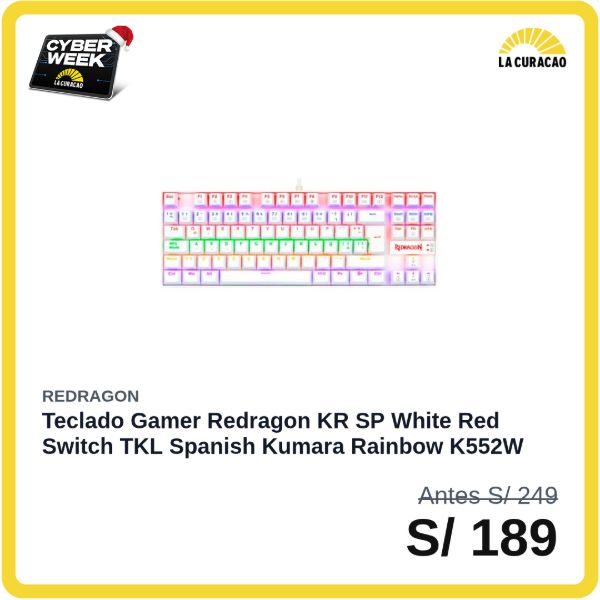 CYBER
WEEK
LA CURACAO
LA CURACAO
REDRAGON
REDRAGON
Teclado Gamer Redragon KR SP White Red
Switch TKL Spanish Kumara Rainbow K552W
Antes S/ 249
S/ 189